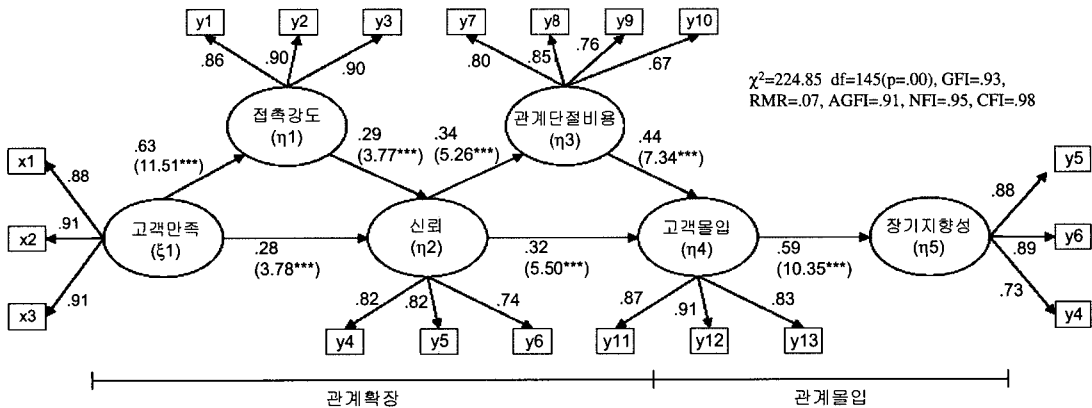 y1 y2 y3 y7 y8 y9 y10
.86 .90 .90 .80 .85 .76 .67
χ²=224.85 df=145(p=.00), GFI=.93,
RMR=.07, AGFI=.91, NFI=.95, CFI=.98
접촉강도
(η1)
관계단절비용
(η3)
.63
(11.51***)
.29
(3.77***)
.34
(5.26***)
.44
(7.34***)
x1 x2 x3
.88 .91 .91
고객만족
(ξ1)
.28
(3.78***)
신뢰
(η2)
.32
(5.50***)
고객몰입
(η4)
.59
(10.35***)
장기지향성
(η5)
.88 .89 .73
y5 y6 y4
.82 .82 .74 .87 .91 .83
y4 y5 y6 y11 y12 y13
관계확장 관계몰입